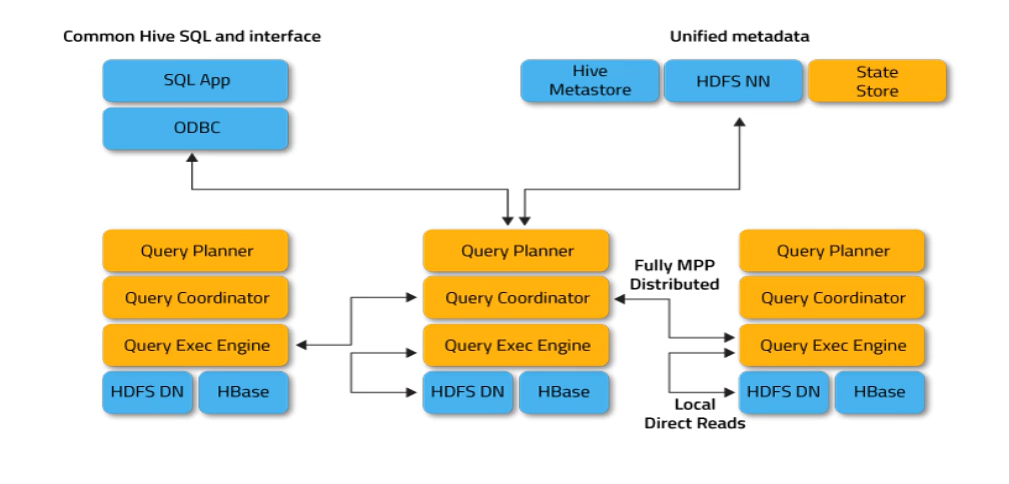 Common Hive SQL and interface
Unified metadata
SQL App
ODBC
Hive
Metastore
HDFS NN
State
Store
Query Planner
Query Coordinator
Query Exec Engine
HDFS DN
HBase
Query Planner
Query Coordinator
Query Exec Engine
HDFS DN
HBase
Fully MPP
Distributed
Local
Direct Reads
Query Planner
Query Coordinator
Query Exec Engine
HDFS DN
HBase